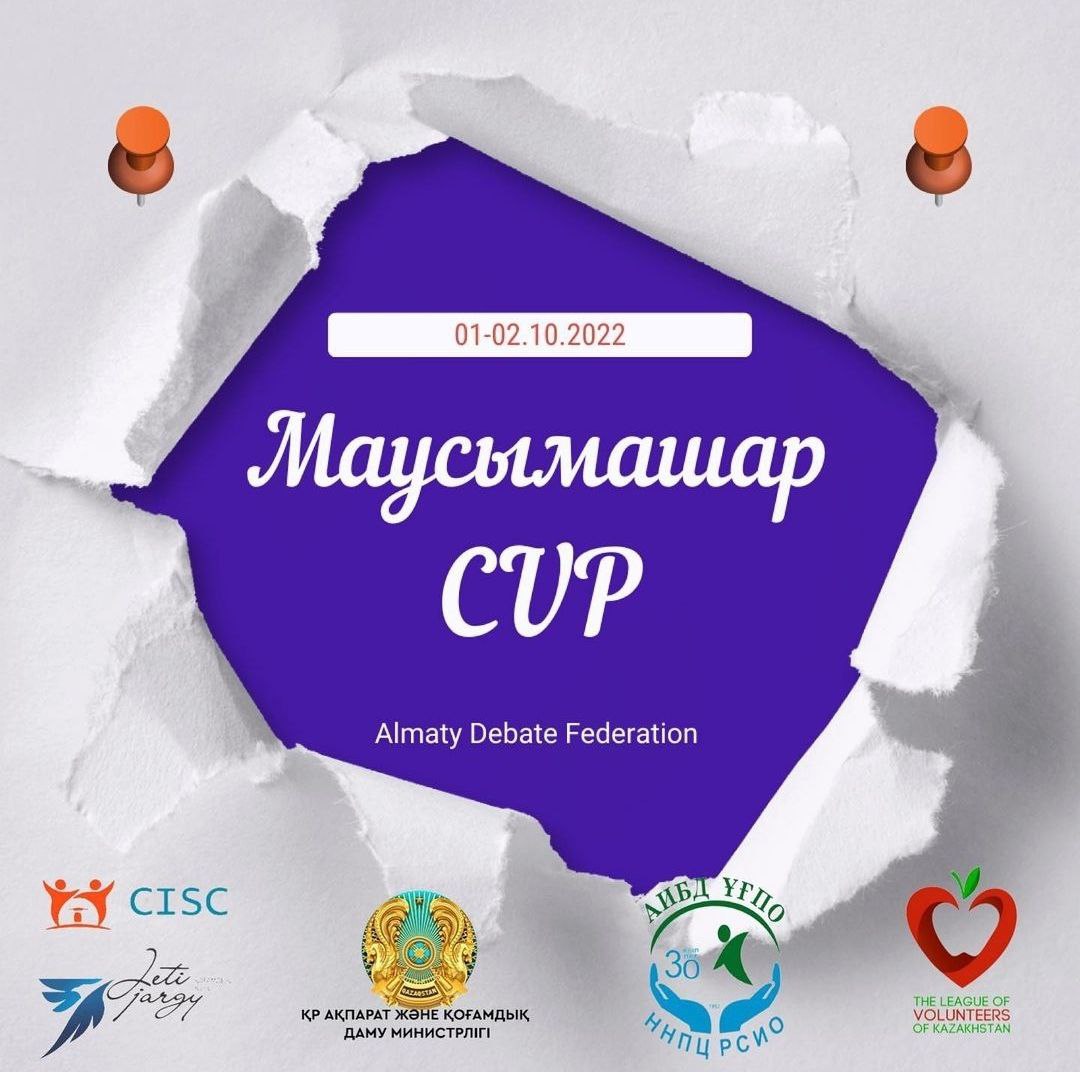 01-02.10.2022
Маусымашар
CUP
Almaty Debate Federation
CISC
Jeti
Jargy
QAZAQSTAN
ҚР АҚПАРАТ ЖӘНЕ ҚОҒАМДЫҚ
ДАМУ МИНИСТРЛІГІ
АИБД ҰҒПО
30
ННПЦ РСИО
THE LEAGUE OF
VOLUNTEERS
OF KAZAKHSTAN